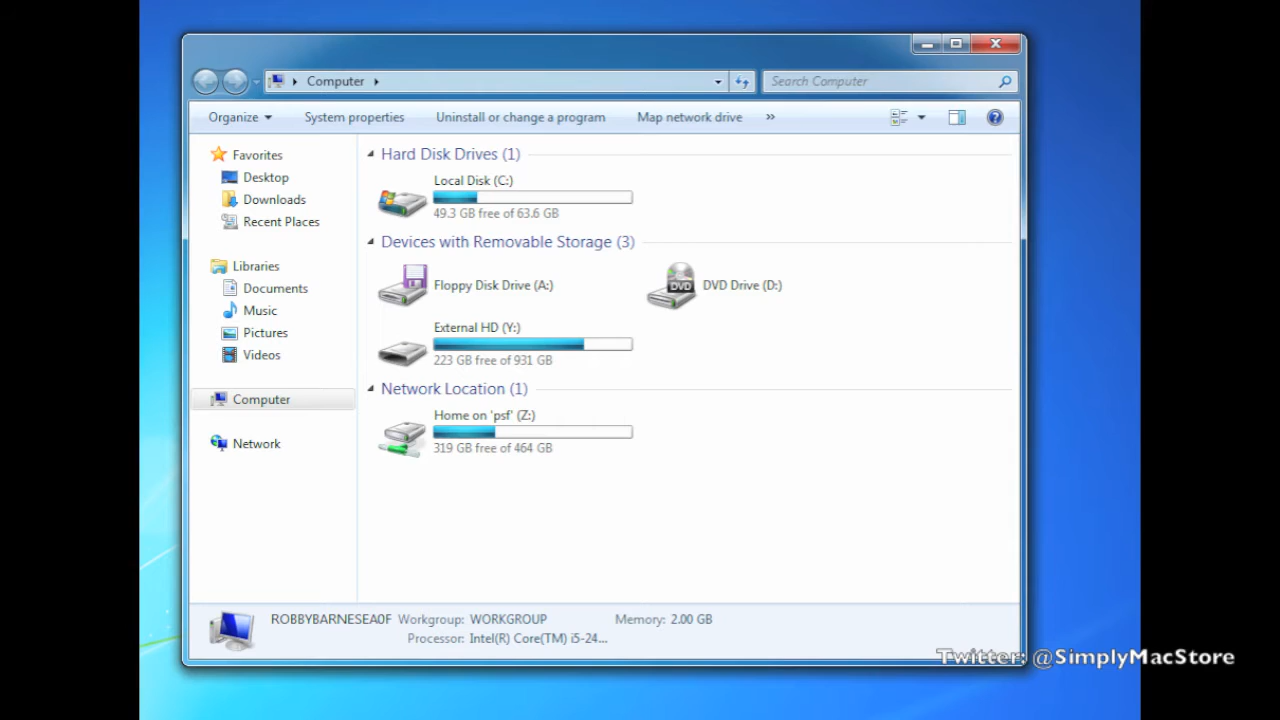 Computer
Search Computer
Organize
System properties
Uninstall or change a program
Map network drive
»
Favorites
Desktop
Downloads
Recent Places
Libraries
Documents
Music
Pictures
Videos
Computer
Network
Hard Disk Drives (1)
Local Disk (C:)
49.3 GB free of 63.6 GB
Devices with Removable Storage (3)
Floppy Disk Drive (A:)
DVD
DVD Drive (D:)
External HD (Y:)
223 GB free of 931 GB
Network Location (1)
Home on 'psf' (Z:)
319 GB free of 464 GB
ROBBYBARNESEA0F Workgroup: WORKGROUP Memory: 2.00 GB
Processor: Intel(R) Core(TM) i5-24...
Twitter: @SimplyMacStore